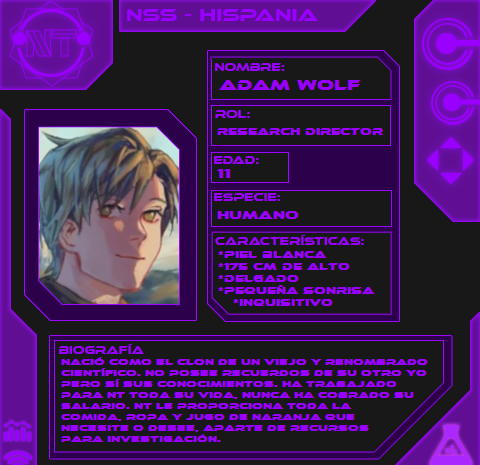 NSS - HISPANIA
NT
NOMBRE:
ADAM WOLF
ROL:
RESEARCH DIRECTOR
EDAD:
11
ESPECIE:
HUMANO
CARACTERÍSTICAS:
*PIEL BLANCA
*175 CM DE ALTO
*DELGADO
*PEQUEÑA SONRISA
*INQUISITIVO
BIOGRAFÍA
NACIÓ COMO EL CLON DE UN VIEJO Y RENOMBRADO
CIENTÍFICO. NO POSEE RECUERDOS DE SU OTRO YO
PERO SÍ SUS CONOCIMIENTOS. HA TRABAJADO
PARA NT TODA SU VIDA, NUNCA HA COBRADO SU
SALARIO. NT LE PROPORCIONA TODA LA
COMIDA, ROPA Y JUGO DE NARANJA QUE
NECESITE O DESEE, APARTE DE RECURSOS
PARA INVESTIGACIÓN.